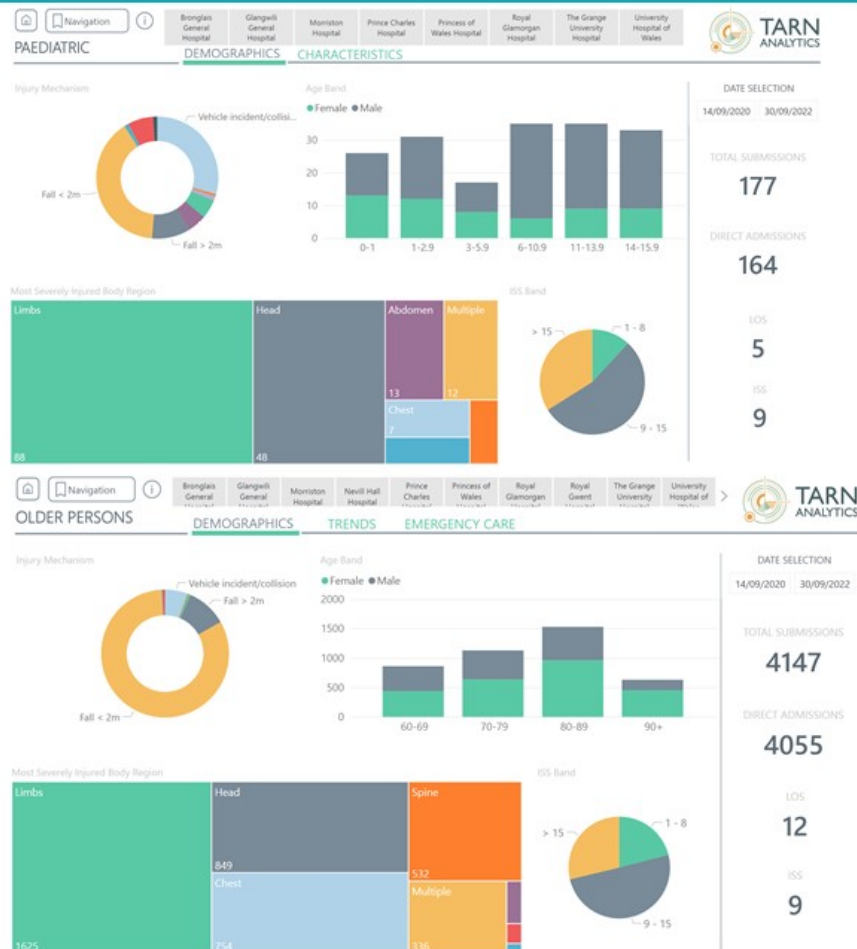 Navigation
i
Bronglais General Hospital
Glangwili General Hospital
Morriston Hospital
Prince Charles Hospital
Princess of Wales Hospital
Royal Glamorgan Hospital
The Grange University Hospital
University Hospital of Wales
TARN
ANALYTICS
PAEDIATRIC
DEMOGRAPHICS
CHARACTERISTICS
Injury Mechanism
Vehicle incident/collisi...
Fall < 2m
Fall > 2m
Age Band
Female Male
30
20
10
0
0-1 1-2.9 3-5.9 6-10.9 11-13.9 14-15.9
DATE SELECTION
14/09/2020 30/09/2022
TOTAL SUBMISSIONS
177
DIRECT ADMISSIONS
164
LOS
5
ISS
9
Most Severely Injured Body Region
Limbs
88
Head
48
Abdomen
13
Multiple
12
Chest
7
ISS Band
> 15
1 - 8
9 - 15
Navigation
i
Bronglais General
Glangwili General
Morriston Hospital
Nevill Hall Hospital
Prince Charles
Princess of Wales
Royal Glamorgan
Royal Gwent
The Grange University
University Hospital of
>
TARN
ANALYTICS
OLDER PERSONS
DEMOGRAPHICS
TRENDS
EMERGENCY CARE
Injury Mechanism
Vehicle incident/collision
Fall > 2m
Fall < 2m
Age Band
Female Male
2000
1500
1000
500
0
60-69 70-79 80-89 90+
DATE SELECTION
14/09/2020 30/09/2022
TOTAL SUBMISSIONS
4147
DIRECT ADMISSIONS
4055
LOS
12
ISS
9
Most Severely Injured Body Region
Limbs
1625
Head
849
Chest
754
Spine
532
Multiple
336
ISS Band
> 15
1 - 8
9 - 15